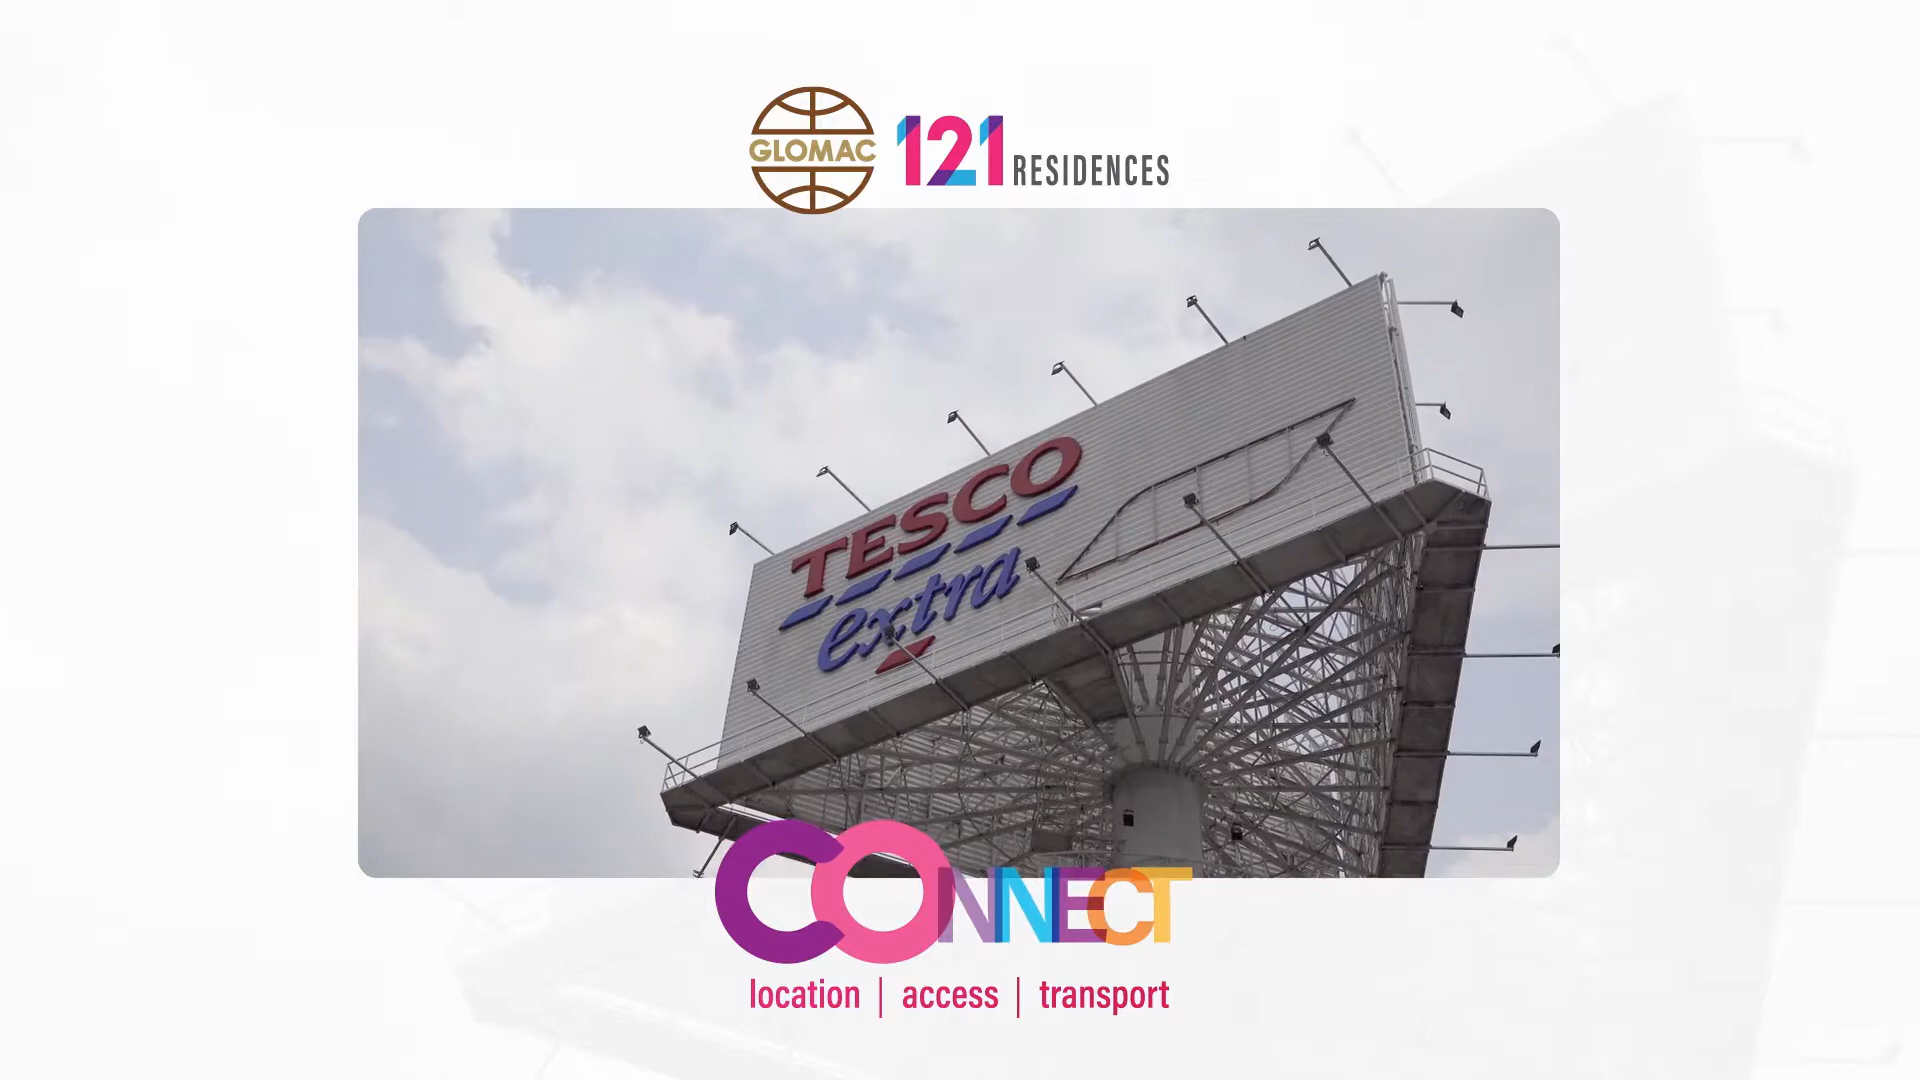 GLOMAC
121 RESIDENCES
TESCO
extra
CONNECT
location | access | transport